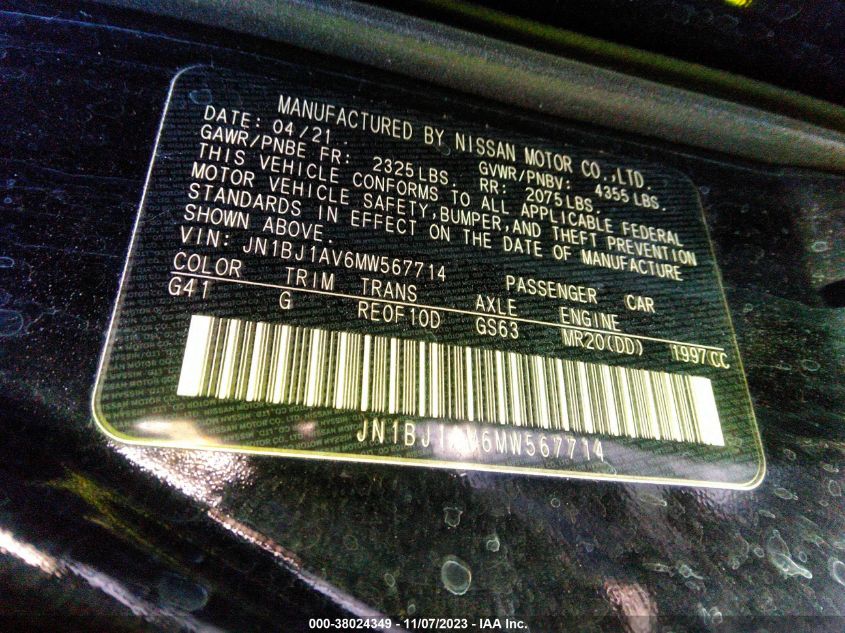 MANUFACTURED BY NISSAN MOTOR CO.,LTD.
DATE: 04/21 GVWR/PNBV: 4355 LBS.
GAWR/PNBE FR: 2325 LBS. RR: 2075 LBS
THIS VEHICLE CONFORMS TO ALL APPLICABLE FEDERAL
MOTOR VEHICLE SAFETY, BUMPER, AND THEFT PREVENTION
STANDARDS IN EFFECT ON THE DATE OF MANUFACTURE
SHOWN ABOVE.
VIN: JN1BJ1AV6MW567714 PASSENGER CAR
COLOR TRIM TRANS AXLE ENGINE
G41 G RE0F10D GS63 MR20(DD) 1997CC
JN1BJ1AV6MW567714
000-38024349 - 11/07/2023 - IAA Inc.